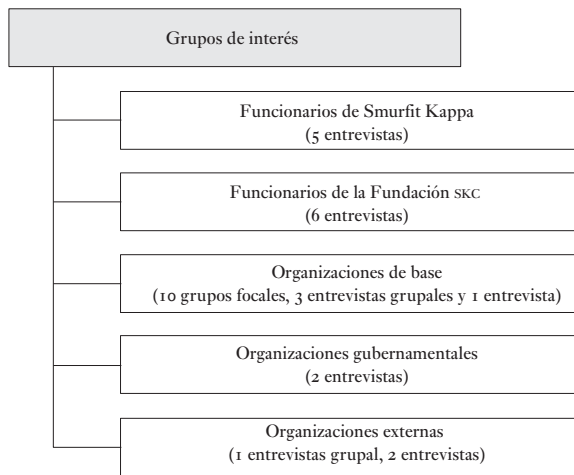 Grupos de interés
Funcionarios de Smurfit Kappa
(5 entrevistas)
Funcionarios de la Fundación SKC
(6 entrevistas)
Organizaciones de base
(10 grupos focales, 3 entrevistas grupales y 1 entrevista)
Organizaciones gubernamentales
(2 entrevistas)
Organizaciones externas
(1 entrevistas grupal, 2 entrevistas)